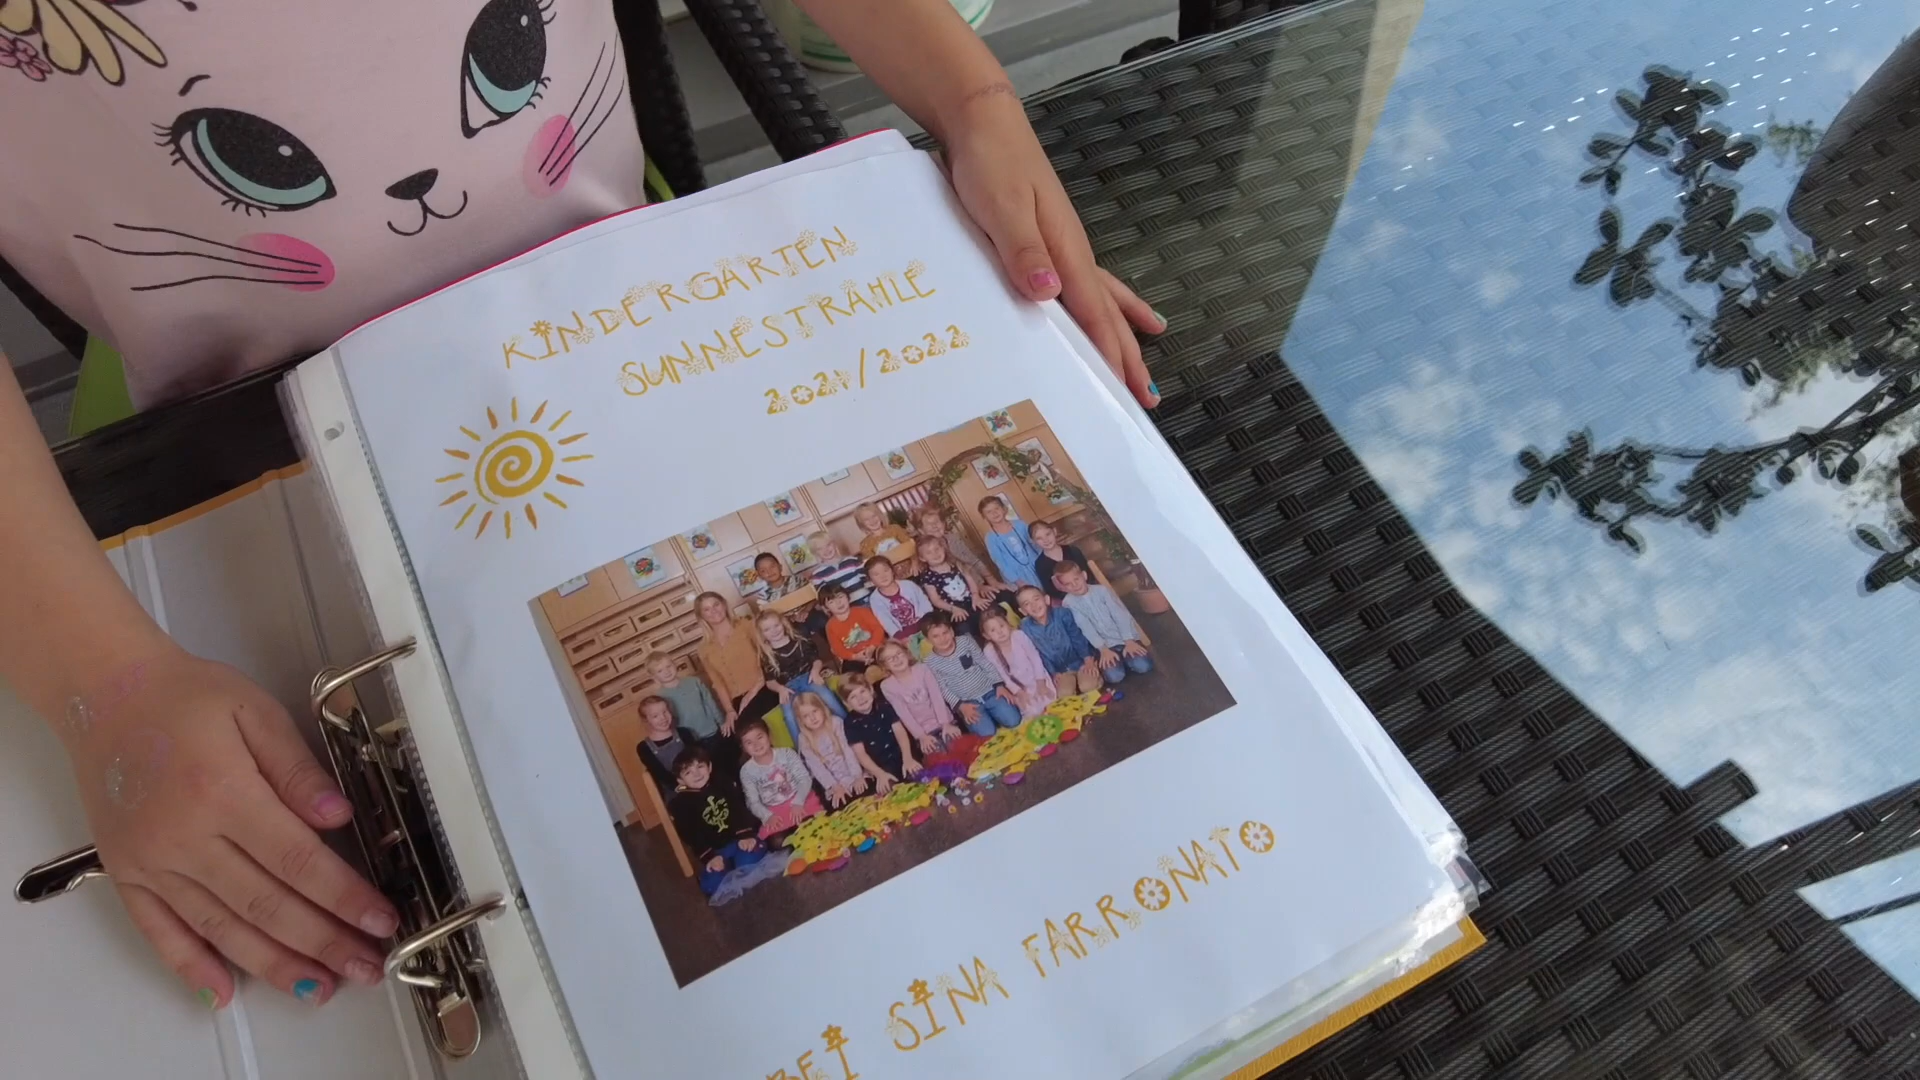 KINDERGARTEN
SUNNESTRAHLE
2021/2022
BEI SINA FARRONATO